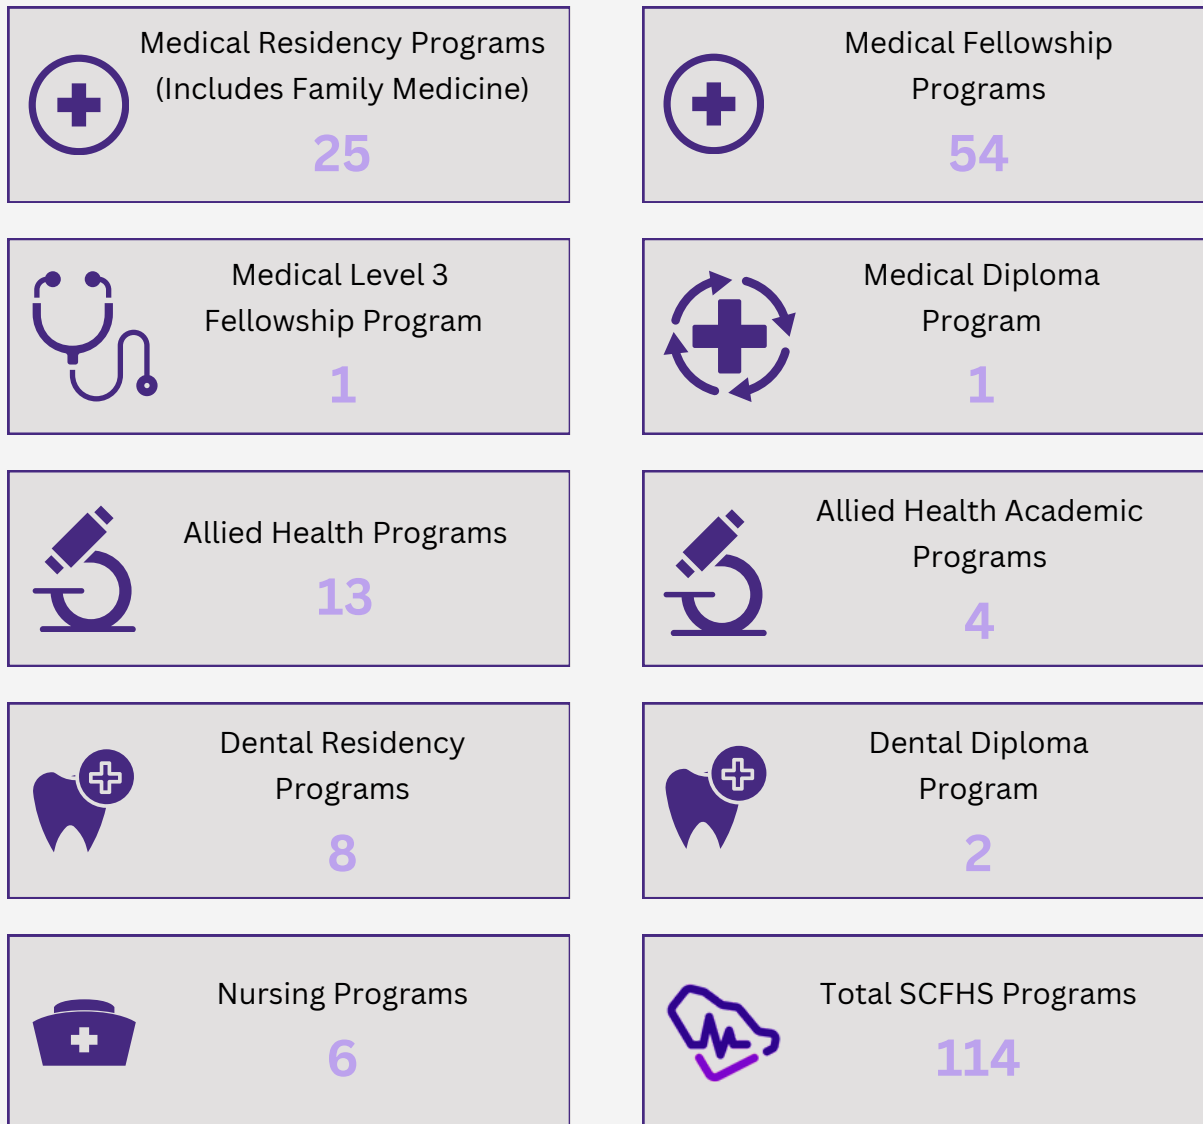 Medical Residency Programs
(Includes Family Medicine)
25
Medical Fellowship
Programs
54
Medical Level 3
Fellowship Program
1
Medical Diploma
Program
1
Allied Health Programs
13
Allied Health Academic
Programs
4
Dental Residency
Programs
8
Dental Diploma
Program
2
Nursing Programs
6
Total SCFHS Programs
114